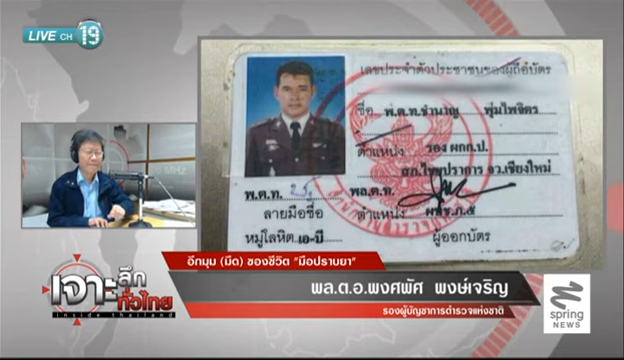 LIVE CH 19
เลขประจำตัวประชาชนของผู้ถือบัตร
ชื่อ พ.ต.ท.ชำนาญ พุ่มไพจิตร
ตำแหน่ง รอง ผกก.ป.
สภ.ไชยปราการ จว.เชียงใหม่
พ.ต.ท.
พล.ต.ท.
ลายมือชื่อ
ตำแหน่ง ผบช.ภ.๕
หมู่โลหิต เอ-บี
ผู้ออกบัตร
MHz
อีกมุม (มืด) ของชีวิต "มือปราบยา"
เจาะลึกทั่วไทย
inside thailand
พล.ต.อ.พงศพัศ พงษ์เจริญ
รองผู้บัญชาการตำรวจแห่งชาติ
spring
NEWS